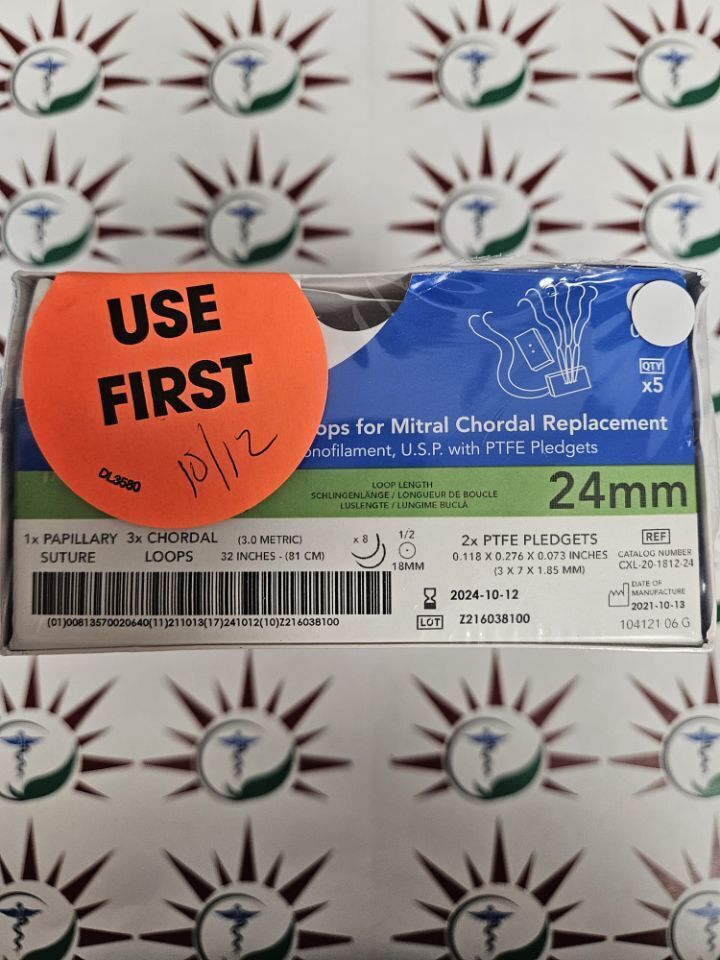 USE
FIRST
DL3580
10/12
QTY
x5
ops for Mitral Chordal Replacement
onofilament, U.S.P. with PTFE Pledgets
LOOP LENGTH
SCHLINGENLÄNGE / LONGUEUR DE BOUCLE
LUSLENGTE / LUNGIME BUCLĂ
24mm
1x PAPILLARY
SUTURE
3x CHORDAL
LOOPS
(3.0 METRIC)
32 INCHES - (81 CM)
x 8
1/2
18MM
2x PTFE PLEDGETS
0.118 X 0.276 X 0.073 INCHES
(3 X 7 X 1.85 MM)
REF
CATALOG NUMBER
CXL-20-1812-24
2024-10-12
LOT
Z216038100
DATE OF
MANUFACTURE
2021-10-13
104121 06 G
(01)00813570020640(11)211013(17)241012(10)Z216038100